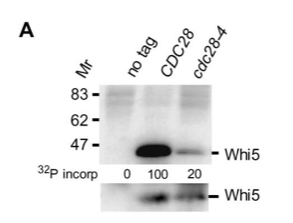 A
Mr
no tag
CDC28
cdc28-4
83
62
47
Whi5
32P incorp 0 100 20
Whi5